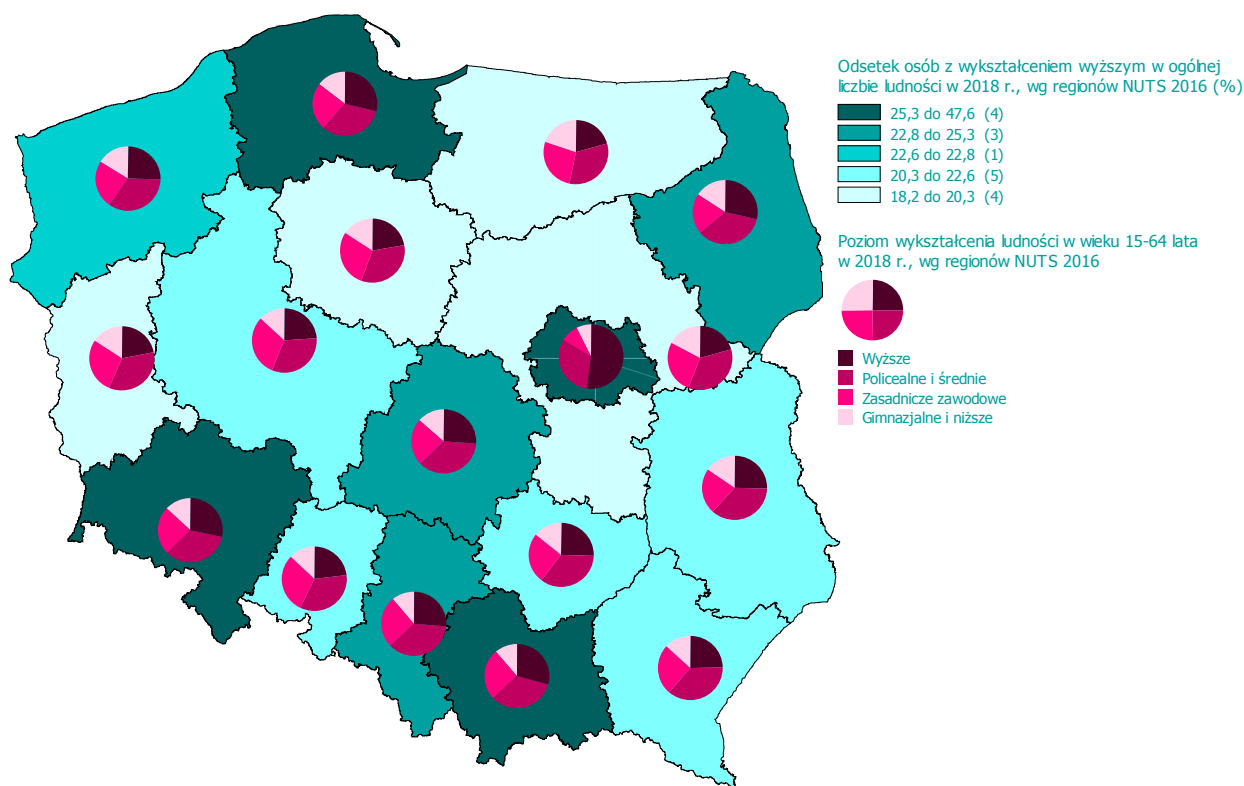 Odsetek osób z wykształceniem wyższym w ogólnej
liczbie ludności w 2018 r., wg regionów NUTS 2016 (%)
25,3 do 47,6 (4)
22,8 do 25,3 (3)
22,6 do 22,8 (1)
20,3 do 22,6 (5)
18,2 do 20,3 (4)
Poziom wykształcenia ludności w wieku 15-64 lata
w 2018 r., wg regionów NUTS 2016
Wyższe
Policealne i średnie
Zasadnicze zawodowe
Gimnazjalne i niższe